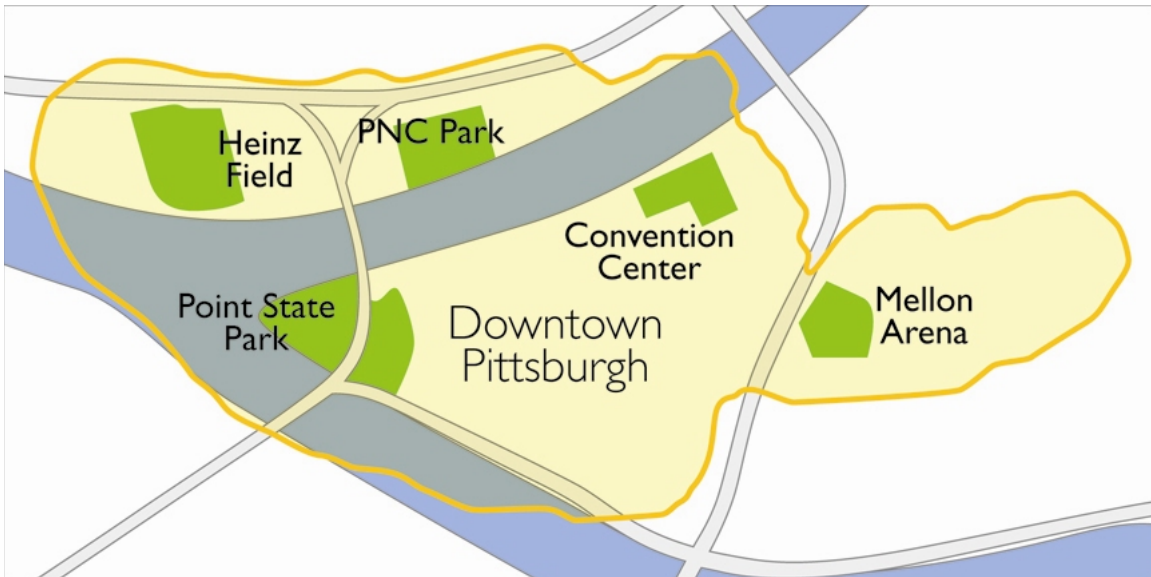 Heinz
Field
PNC Park
Convention
Center
Point State
Park
Downtown
Pittsburgh
Mellon
Arena